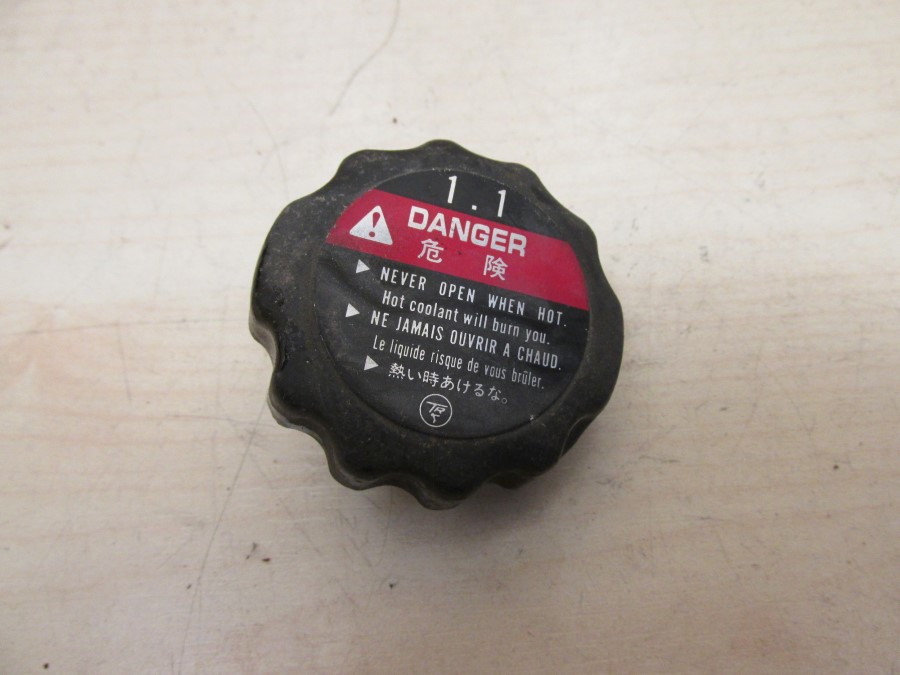 1.1
DANGER
危険
NEVER OPEN WHEN HOT.
Hot coolant will burn you.
NE JAMAIS OUVRIR A CHAUD.
Le liquide risque de vous brûler.
熱い時あけるな。